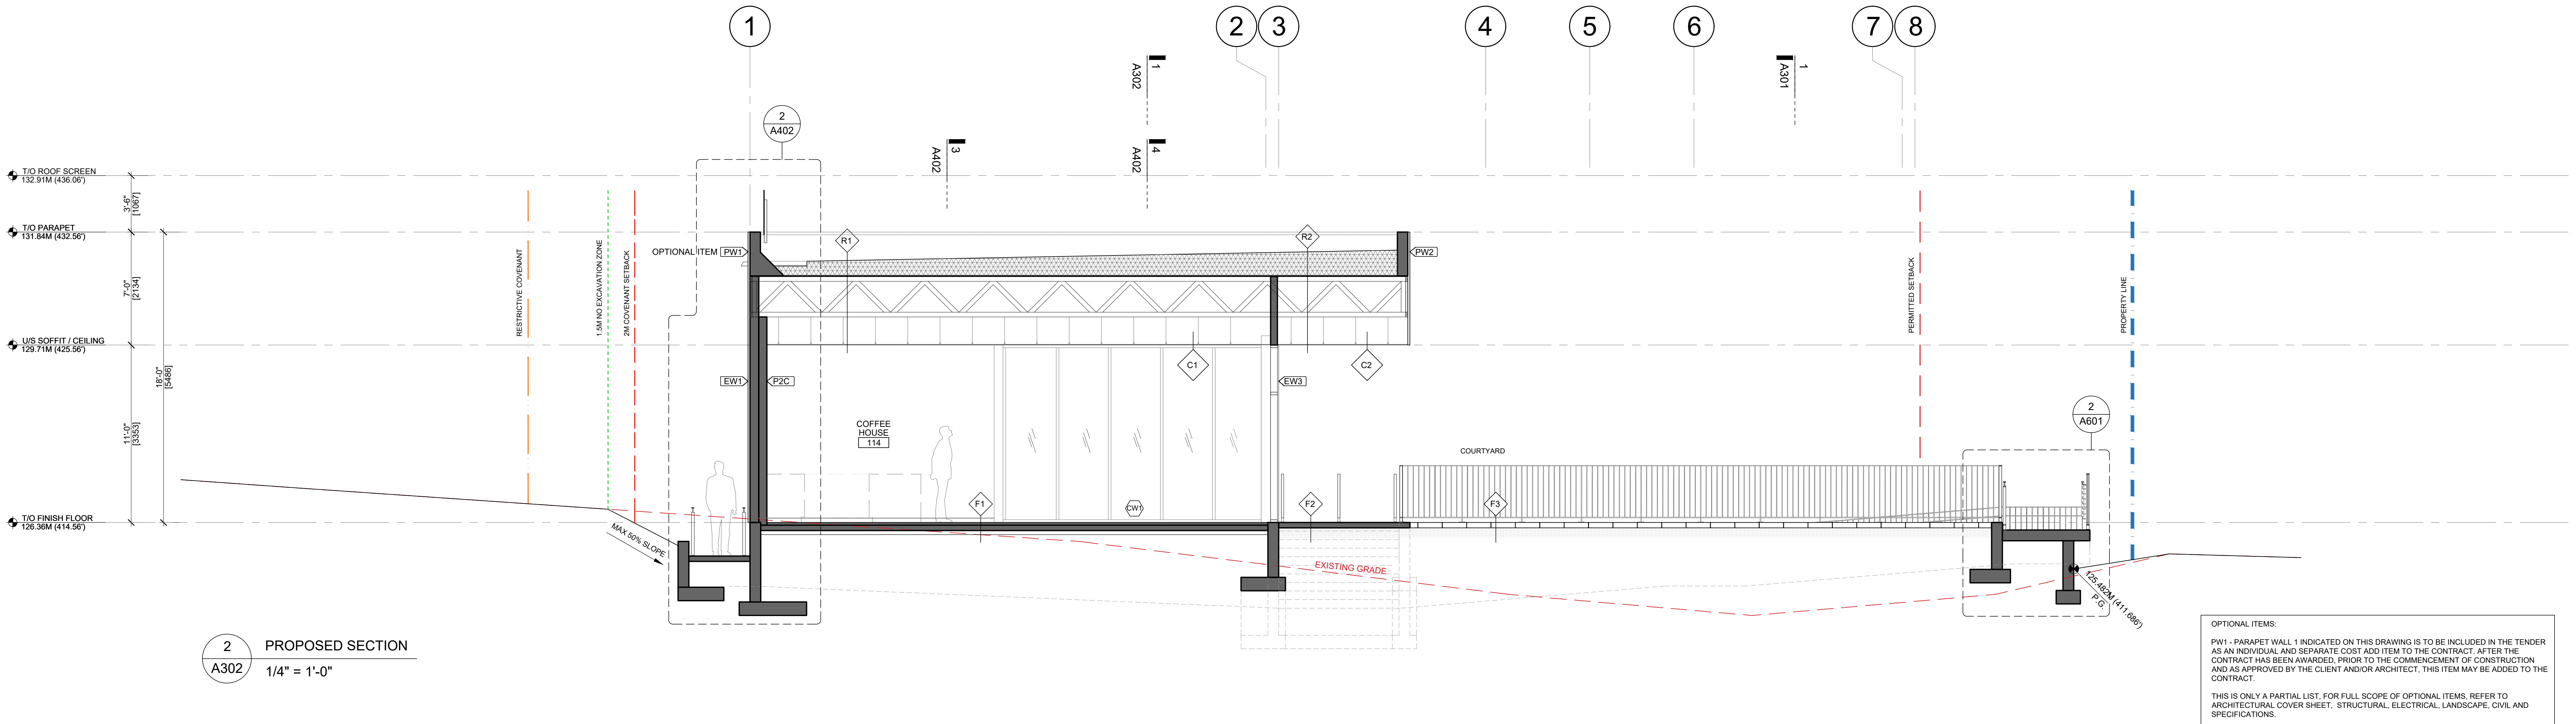 1
2
3
4
5
6
7
8
1
A302
1
A301
2
A402
3
A402
4
A402
T/O ROOF SCREEN
132.91M (436.06')
3'-6"
[1067]
T/O PARAPET
131.84M (432.56')
7'-0"
[2134]
U/S SOFFIT / CEILING
129.71M (425.56')
18'-0"
[5486]
11'-0"
[3353]
T/O FINISH FLOOR
126.36M (414.56')
RESTRICTIVE COVENANT
1.5M NO EXCAVATION ZONE
2M COVENANT SETBACK
OPTIONAL ITEM
PW1
R1
R2
PW2
PERMITTED SETBACK
PROPERTY LINE
C1
C2
EW1
P2C
EW3
COFFEE
HOUSE
114
COURTYARD
2
A601
F1
CW1
F2
F3
MAX 50% SLOPE
EXISTING GRADE
125.482M (411.686')
P.G.
2
A302
PROPOSED SECTION
1/4" = 1'-0"
OPTIONAL ITEMS:
PW1 - PARAPET WALL 1 INDICATED ON THIS DRAWING IS TO BE INCLUDED IN THE TENDER
AS AN INDIVIDUAL AND SEPARATE COST ADD ITEM TO THE CONTRACT. AFTER THE
CONTRACT HAS BEEN AWARDED, PRIOR TO THE COMMENCEMENT OF CONSTRUCTION
AND AS APPROVED BY THE CLIENT AND/OR ARCHITECT, THIS ITEM MAY BE ADDED TO THE
CONTRACT.
THIS IS ONLY A PARTIAL LIST, FOR FULL SCOPE OF OPTIONAL ITEMS, REFER TO
ARCHITECTURAL COVER SHEET, STRUCTURAL, ELECTRICAL, LANDSCAPE, CIVIL AND
SPECIFICATIONS.